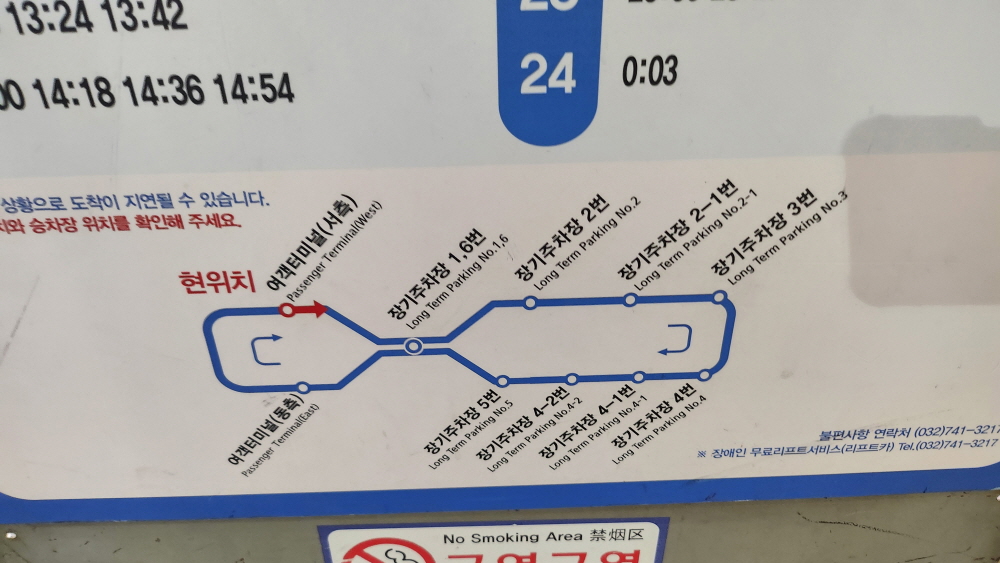 13:24 13:42
14:18 14:36 14:54
24 0:03
상황으로 도착이 지연될 수 있습니다.
승차장 위치를 확인해 주세요.
현위치
여객터미널(서측)
Passenger Terminal(West)
장기주차장 1,6번
Long Term Parking No.1,6
장기주차장 2번
Long Term Parking No.2
장기주차장 2-1번
Long Term Parking No.2-1
장기주차장 3번
Long Term Parking No.3
여객터미널(동측)
Passenger Terminal(East)
장기주차장 5번
Long Term Parking No.5
장기주차장 4-2번
Long Term Parking No.4-2
장기주차장 4-1번
Long Term Parking No.4-1
장기주차장 4번
Long Term Parking No.4
불편사항 연락처 (032)741-3217
※ 장애인 무료리프트서비스(리프트카) Tel.(032)741-3217
No Smoking Area 禁烟区
금연구역